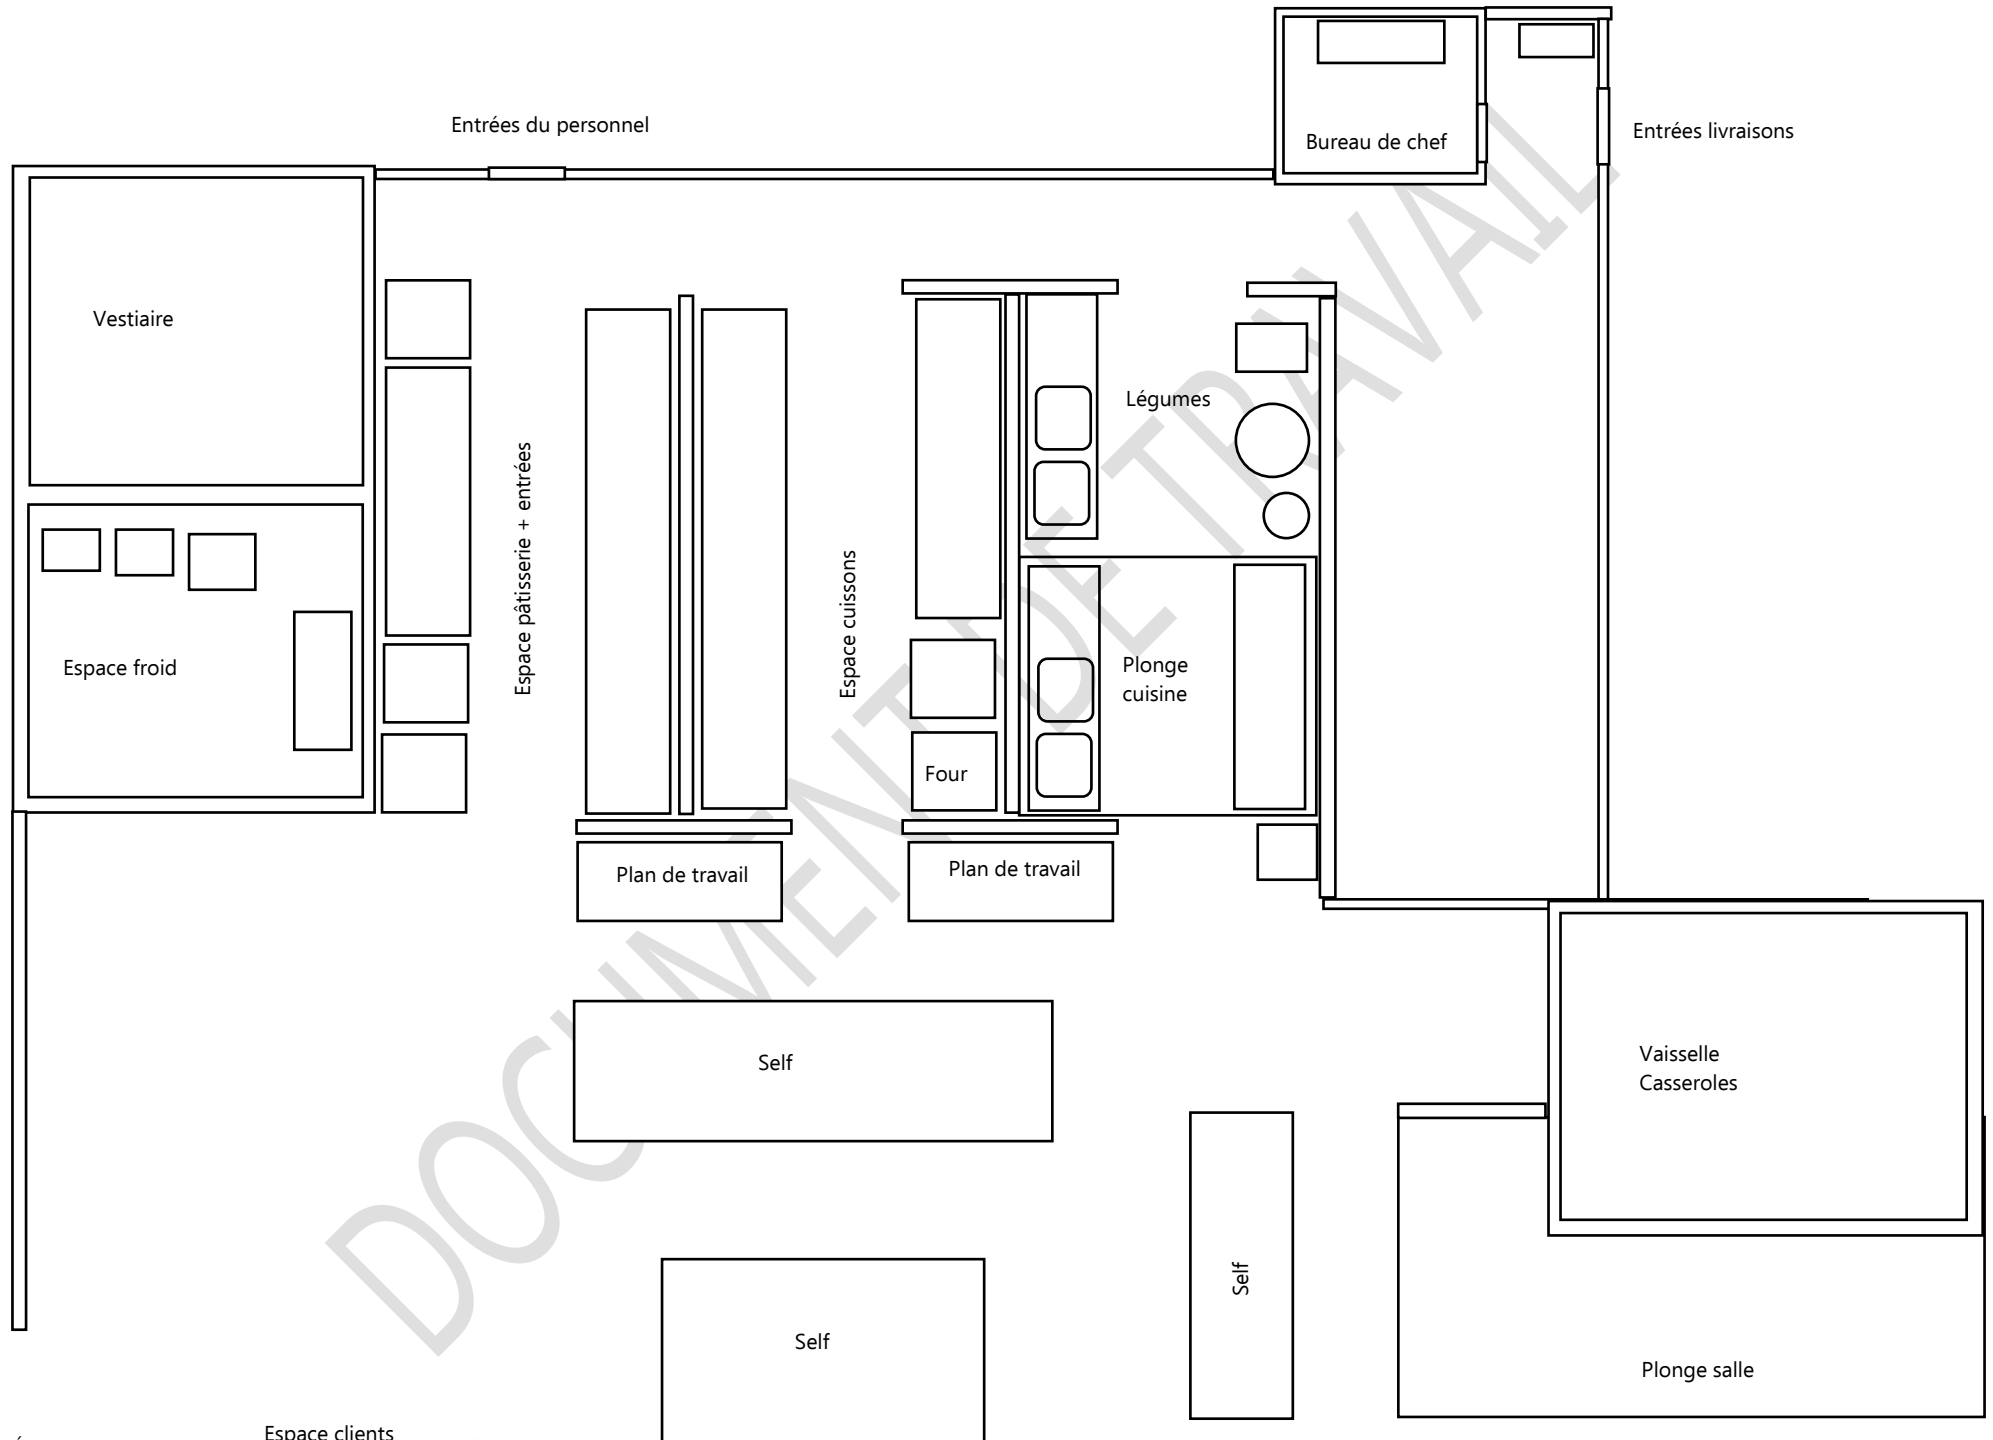 Entrées du personnel
Bureau de chef
Entrées livraisons
Vestiaire
Légumes
Espace pâtisserie + entrées
Espace cuissons
Espace froid
Plonge
cuisine
Four
Plan de travail
Plan de travail
Self
Vaisselle
Casseroles
Self
Self
Plonge salle
Espace clients
DOCUMENT DE TRAVAIL